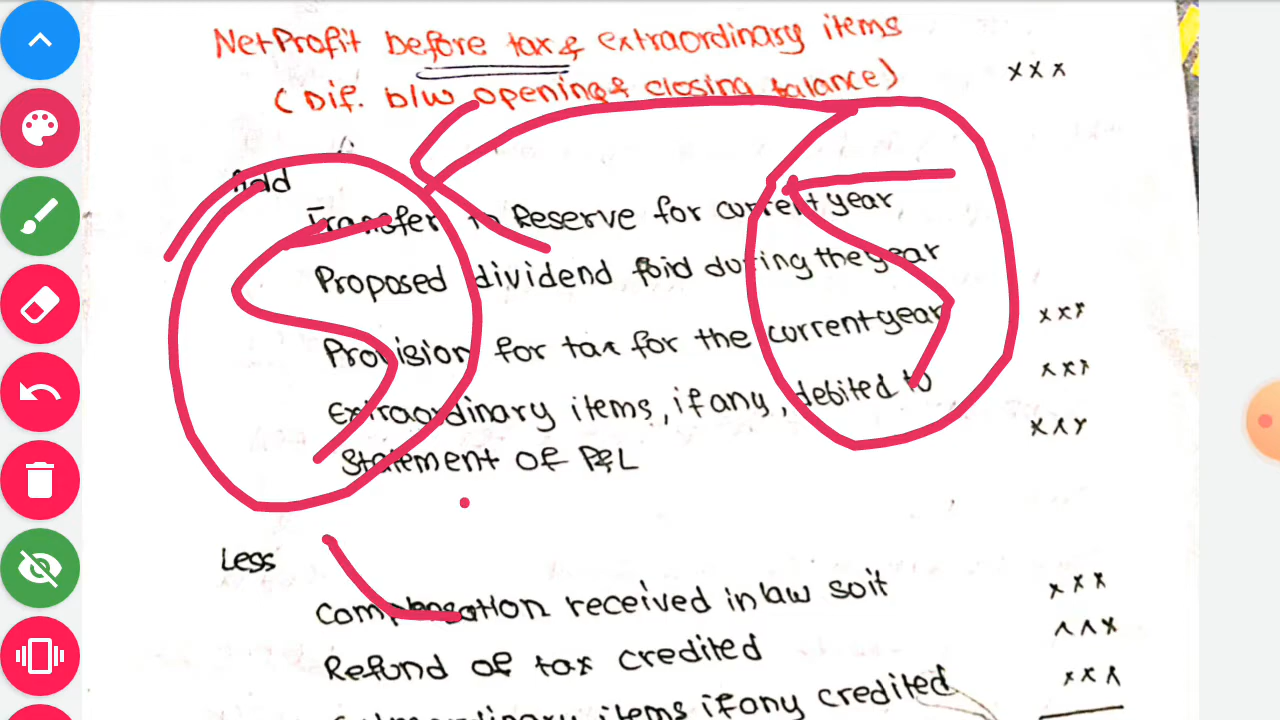 Net Profit before tax & extraordinary items
(Dif. b/w opening & closing balance) xxx
Add
Transfer to Reserve for current year
Proposed dividend paid during the year
Provision for tax for the current year xxx
Extraordinary items, if any, debited to xxx
Statement of P&L xxx
Less
Compensation received in law soit xxx
Refund of tax credited xxx
Extraordinary items if any credited xxx